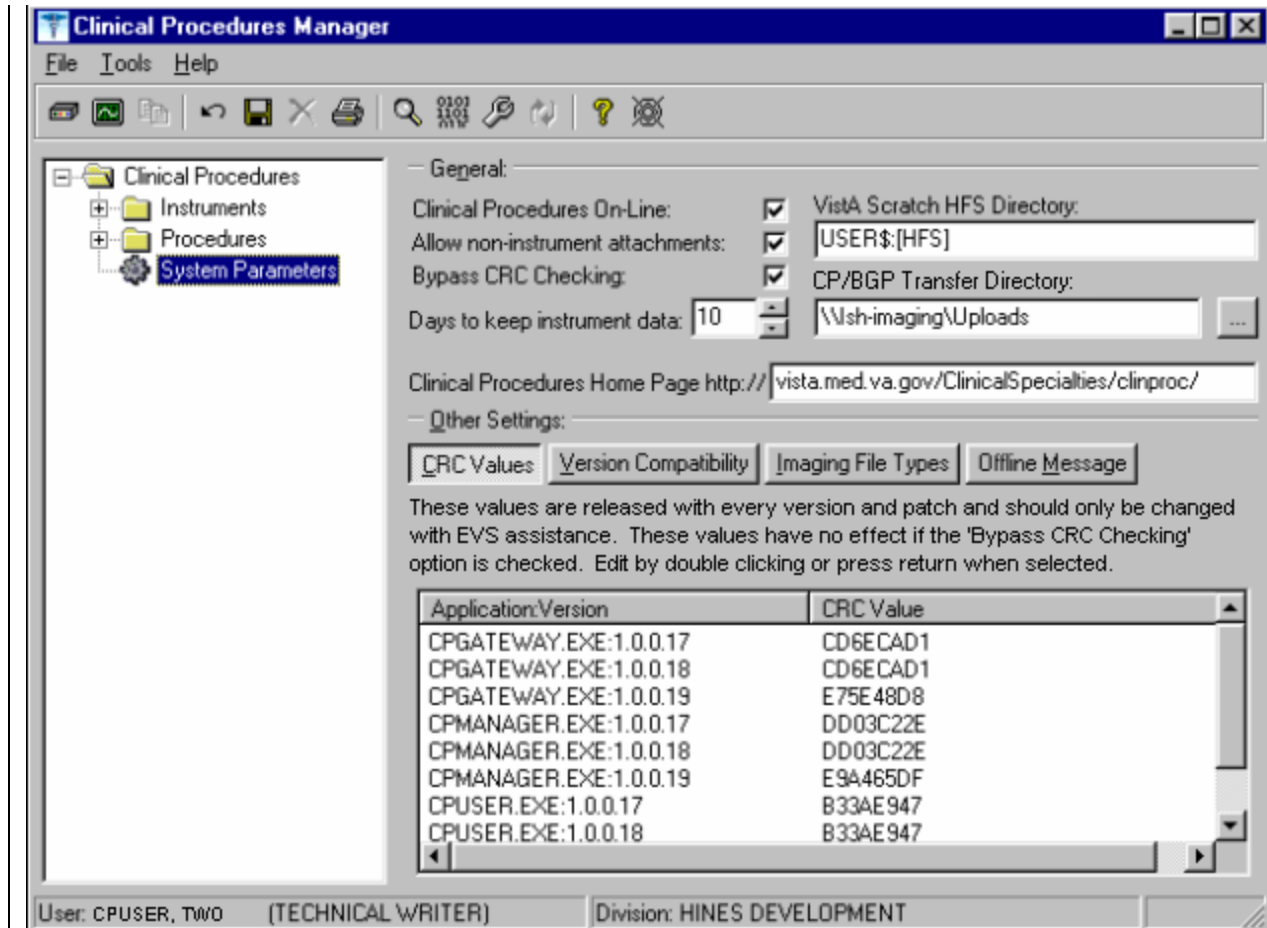 Clinical Procedures Manager
File Tools Help
Clinical Procedures
Instruments
Procedures
System Parameters
General:
Clinical Procedures On-Line:
Allow non-instrument attachments:
Bypass CRC Checking:
Days to keep instrument data: 10
VistA Scratch HFS Directory:
USER$:[HFS]
CP/BGP Transfer Directory:
\\Ish-imaging\Uploads
...
Clinical Procedures Home Page http:// vista.med.va.gov/ClinicalSpecialties/clinproc/
Other Settings:
CRC Values Version Compatibility Imaging File Types Offline Message
These values are released with every version and patch and should only be changed
with EVS assistance. These values have no effect if the 'Bypass CRC Checking'
option is checked. Edit by double clicking or press return when selected.
Application:Version CRC Value
CPGATEWAY.EXE:1.0.0.17 CD6ECAD1
CPGATEWAY.EXE:1.0.0.18 CD6ECAD1
CPGATEWAY.EXE:1.0.0.19 E75E48D8
CPMANAGER.EXE:1.0.0.17 DD03C22E
CPMANAGER.EXE:1.0.0.18 DD03C22E
CPMANAGER.EXE:1.0.0.19 E9A465DF
CPUSER.EXE:1.0.0.17 B33AE947
CPUSER.EXE:1.0.0.18 B33AE947
User: CPUSER, TWO (TECHNICAL WRITER) Division: HINES DEVELOPMENT